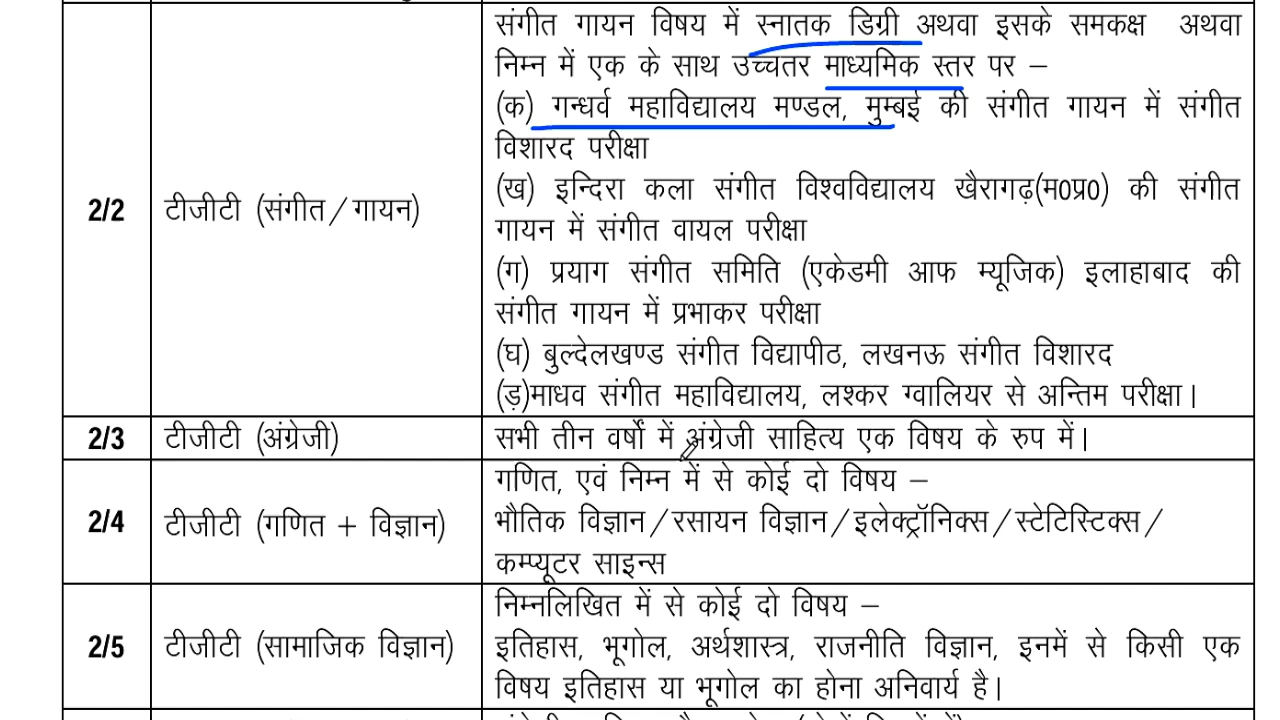 संगीत गायन विषय में स्नातक डिग्री अथवा इसके समकक्ष अथवा
निम्न में एक के साथ उच्चतर माध्यमिक स्तर पर –
(क) गन्धर्व महाविद्यालय मण्डल, मुम्बई की संगीत गायन में संगीत
विशारद परीक्षा
2/2 टीजीटी (संगीत/गायन)
(ख) इन्दिरा कला संगीत विश्वविद्यालय खैरागढ़(म0प्र0) की संगीत
गायन में संगीत वायल परीक्षा
(ग) प्रयाग संगीत समिति (एकेडमी आफ म्यूजिक) इलाहाबाद की
संगीत गायन में प्रभाकर परीक्षा
(घ) बुल्देलखण्ड संगीत विद्यापीठ, लखनऊ संगीत विशारद
(ड़)माधव संगीत महाविद्यालय, लश्कर ग्वालियर से अन्तिम परीक्षा।
2/3 टीजीटी (अंग्रेजी) सभी तीन वर्षों में अंग्रेजी साहित्य एक विषय के रुप में।
2/4 टीजीटी (गणित + विज्ञान)
गणित, एवं निम्न में से कोई दो विषय –
भौतिक विज्ञान/रसायन विज्ञान/इलेक्ट्रॉनिक्स/स्टेटिस्टिक्स/
कम्प्यूटर साइन्स
2/5 टीजीटी (सामाजिक विज्ञान)
निम्नलिखित में से कोई दो विषय –
इतिहास, भूगोल, अर्थशास्त्र, राजनीति विज्ञान, इनमें से किसी एक
विषय इतिहास या भूगोल का होना अनिवार्य है।